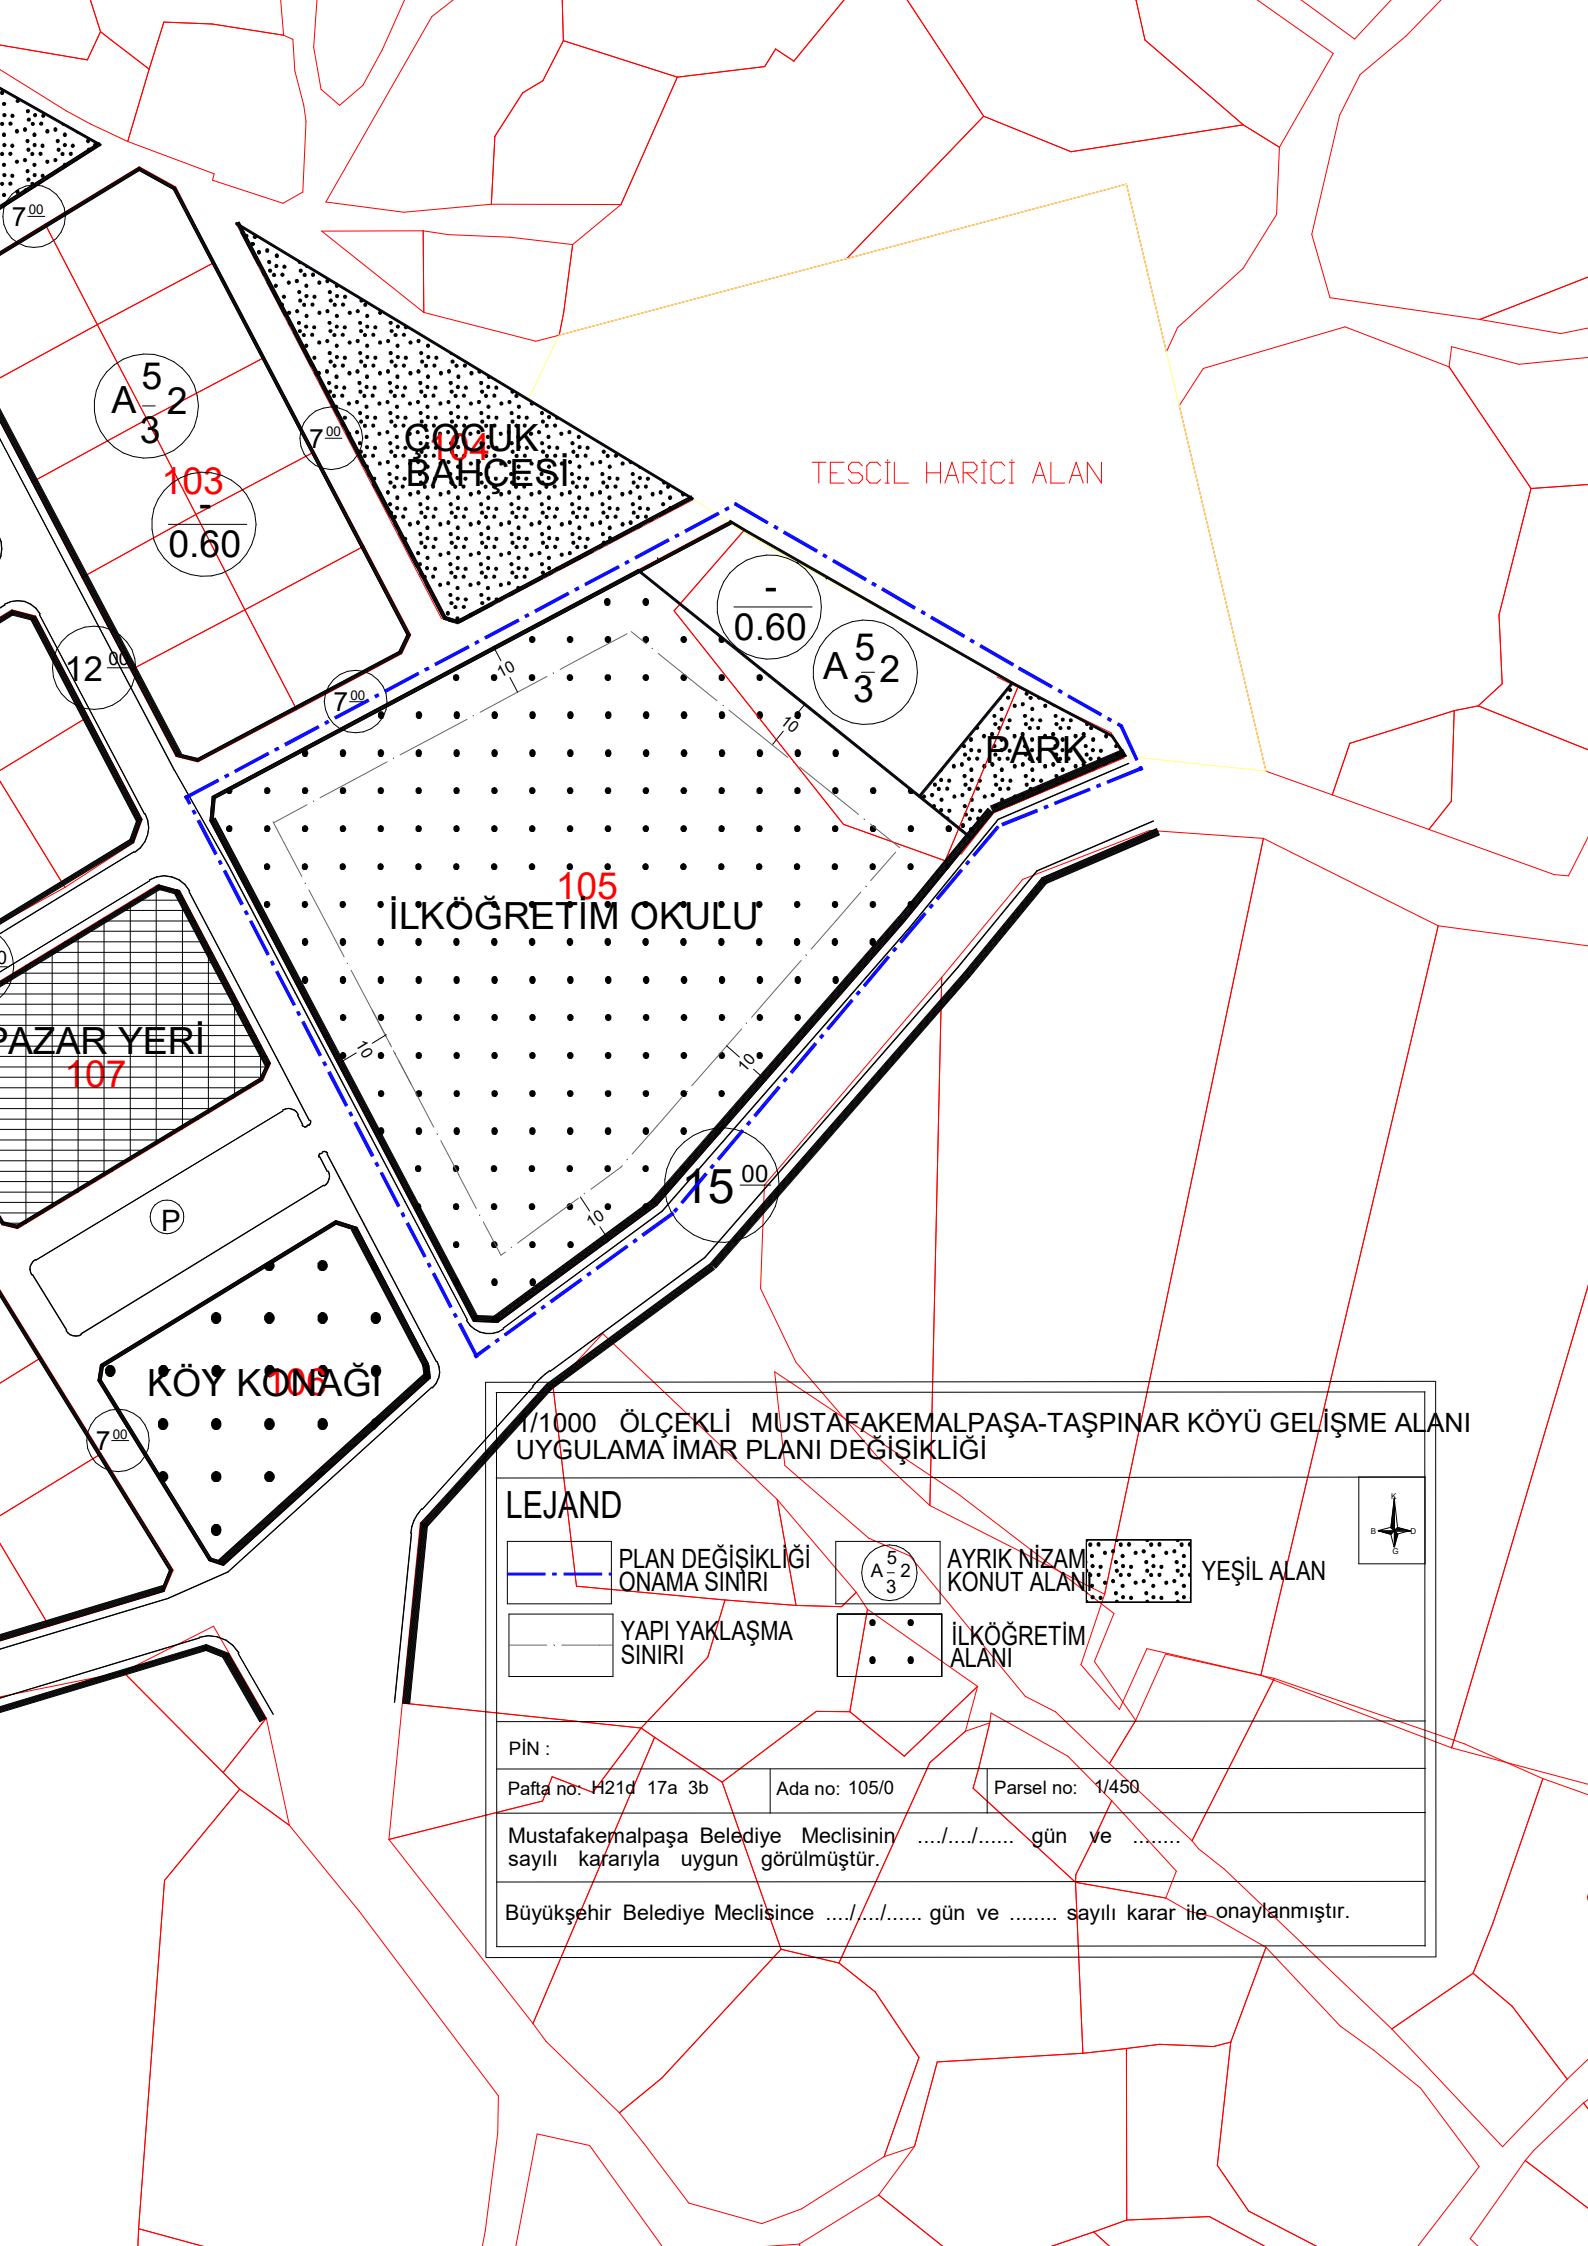 7 00
A 5/3 2
103
-
0.60
7 00
ÇOCUK
104
BAHÇESİ
TESCİL HARİCİ ALAN
-
0.60
A 5/3 2
12 00
7 00
10
10
PARK
105
İLKÖĞRETİM OKULU
PAZAR YERİ
107
10
10
10
15 00
P
KÖY KONAĞI
106
7 00
1/1000 ÖLÇEKLİ MUSTAFAKEMALPAŞA-TAŞPINAR KÖYÜ GELİŞME ALANI
UYGULAMA İMAR PLANI DEĞİŞİKLİĞİ
LEJAND
K
B D
G
PLAN DEĞİŞİKLİĞİ
ONAMA SINIRI
A 5/3 2
AYRIK NİZAM
KONUT ALANI
YEŞİL ALAN
YAPI YAKLAŞMA
SINIRI
İLKÖĞRETİM
ALANI
PİN :
Pafta no: H21d 17a 3b Ada no: 105/0 Parsel no: 1/450
Mustafakemalpaşa Belediye Meclisinin ..../..../...... gün ve ........
sayılı kararıyla uygun görülmüştür.
Büyükşehir Belediye Meclisince ..../..../...... gün ve ........ sayılı karar ile onaylanmıştır.